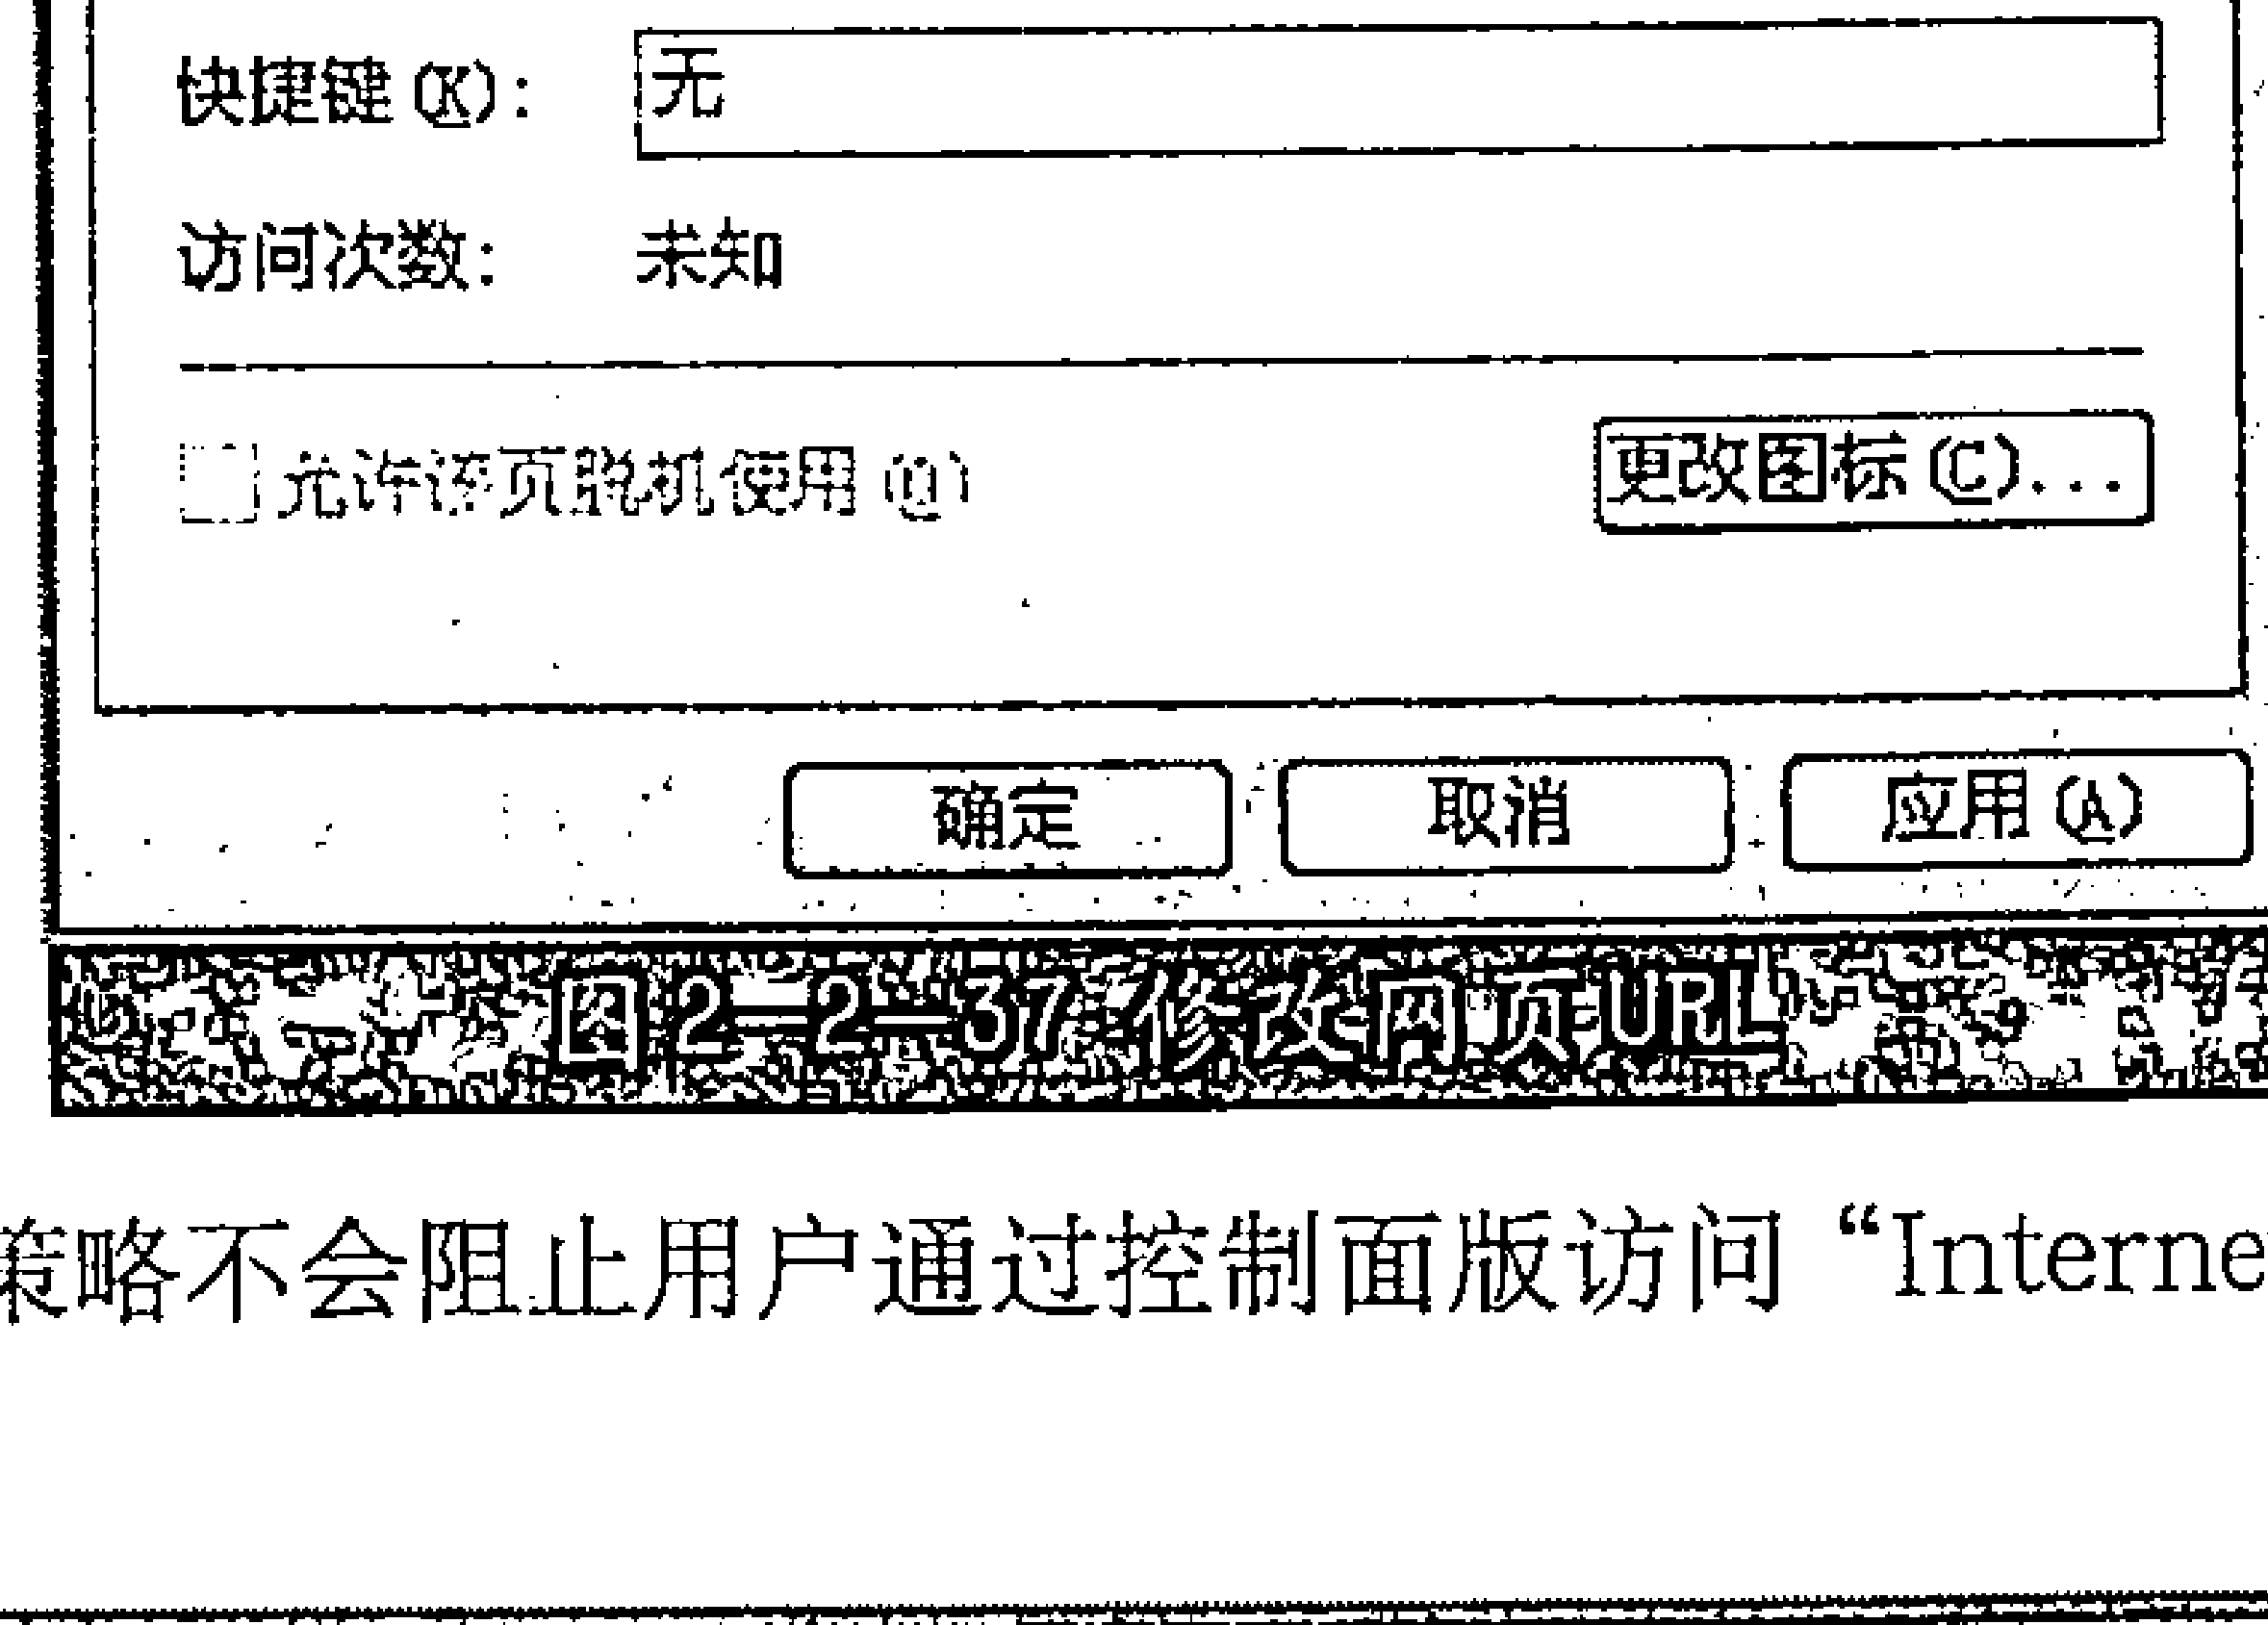 快捷键(K)： 无
访问次数： 未知
允许该页脱机使用(O) 更改图标(C)...
确定 取消 应用(A)
图2-2-37 修改网页URL
策略不会阻止用户通过控制面版访问“Interne